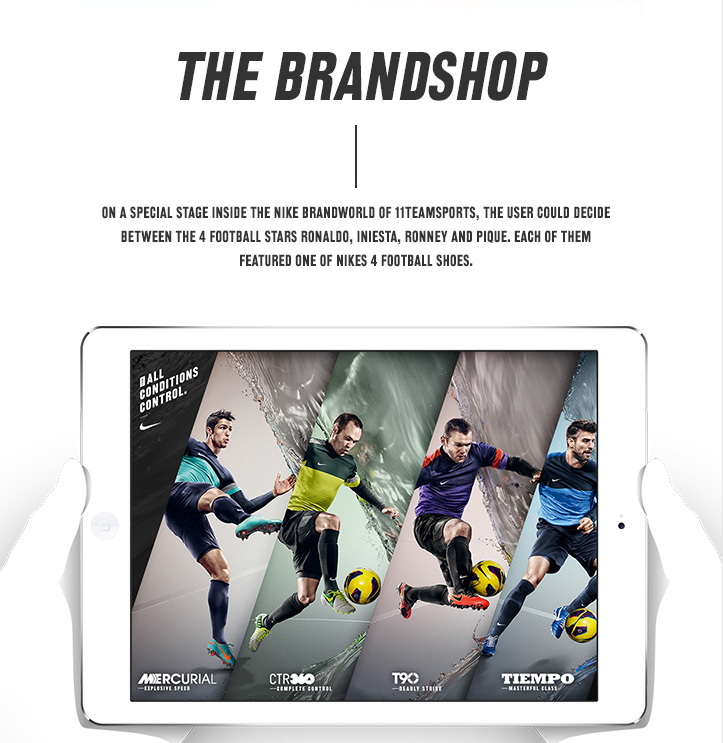 THE BRANDSHOP
ON A SPECIAL STAGE INSIDE THE NIKE BRANDWORLD OF 11TEAMSPORTS, THE USER COULD DECIDE
BETWEEN THE 4 FOOTBALL STARS RONALDO, INIESTA, RONNEY AND PIQUE. EACH OF THEM
FEATURED ONE OF NIKES 4 FOOTBALL SHOES.
ALL
CONDITIONS
CONTROL.
MERCURIAL
EXPLOSIVE SPEED
CTR360
COMPLETE CONTROL
T90
DEADLY STRIKE
TIEMPO
MASTERFUL CLASS